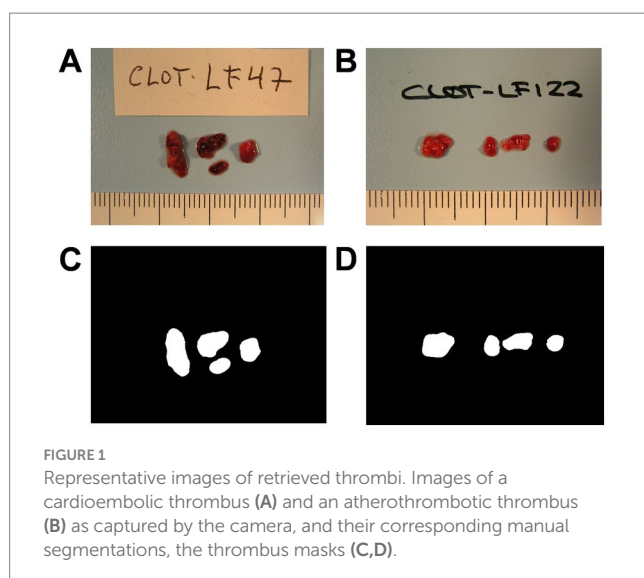 A
CLOT-LF47
B
CLOT-LF122
C
D
FIGURE 1
Representative images of retrieved thrombi. Images of a
cardioembolic thrombus (A) and an atherothrombotic thrombus
(B) as captured by the camera, and their corresponding manual
segmentations, the thrombus masks (C,D).